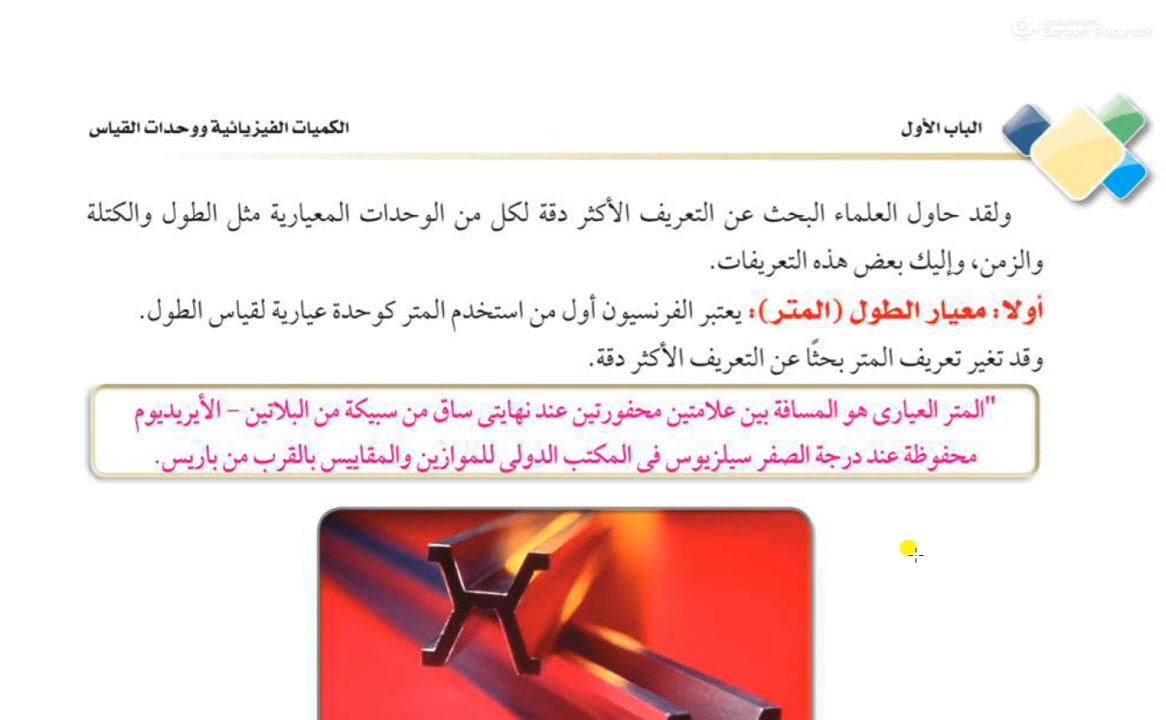 Apowersoft
Screen Recorder
الباب الأول
الكميات الفيزيائية ووحدات القياس
ولقد حاول العلماء البحث عن التعريف الأكثر دقة لكل من الوحدات المعيارية مثل الطول والكتلة
والزمن، وإليك بعض هذه التعريفات.
أولا: معيار الطول (المتر): يعتبر الفرنسيون أول من استخدم المتر كوحدة عيارية لقياس الطول.
وقد تغير تعريف المتر بحثًا عن التعريف الأكثر دقة.
"المتر العيارى هو المسافة بين علامتين محفورتين عند نهايتى ساق من سبيكة من البلاتين – الأيريديوم
محفوظة عند درجة الصفر سيلزيوس فى المكتب الدولى للموازين والمقاييس بالقرب من باريس.